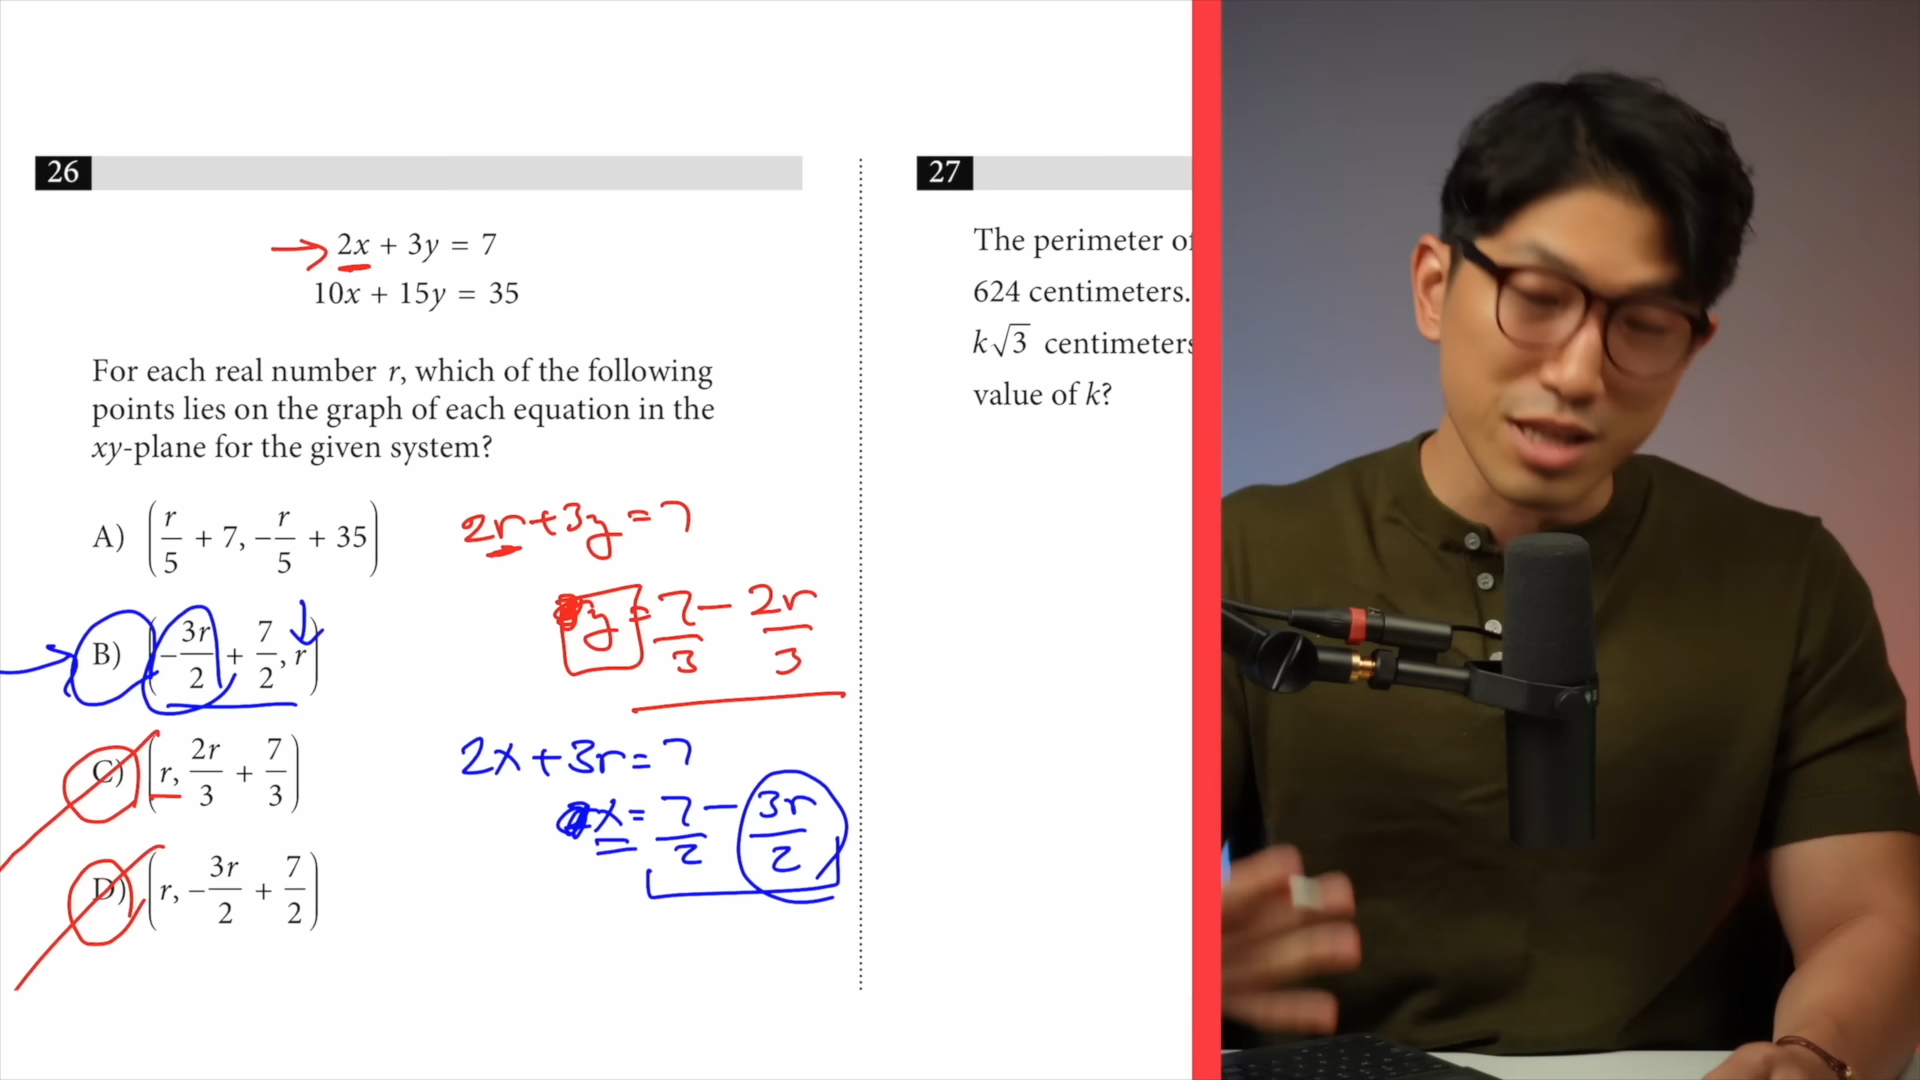 26
2x + 3y = 7
10x + 15y = 35
For each real number r, which of the following
points lies on the graph of each equation in the
xy-plane for the given system?
A) (r/5 + 7, −r/5 + 35)
B) (−3r/2 + 7/2, r)
C) (r, 2r/3 + 7/3)
D) (r, −3r/2 + 7/2)
2r+3y=7
y=7/3−2r/3
2x+3r=7
x=7/2−3r/2
27
The perimeter of
624 centimeters.
k√3 centimeters
value of k?